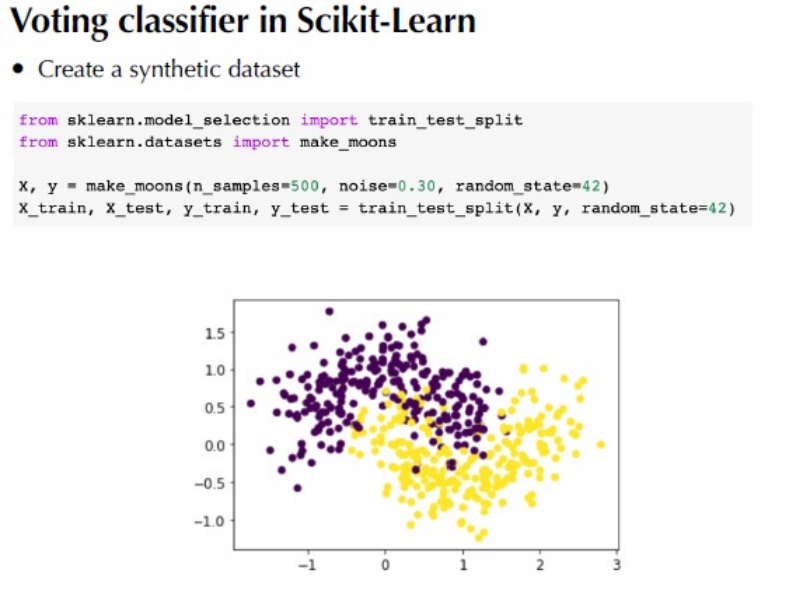 Voting classifier in Scikit-Learn
• Create a synthetic dataset
from sklearn.model_selection import train_test_split
from sklearn.datasets import make_moons
X, y = make_moons(n_samples=500, noise=0.30, random_state=42)
X_train, X_test, y_train, y_test = train_test_split(X, y, random_state=42)
1.5
1.0
0.5
0.0
−0.5
−1.0
−1 0 1 2 3